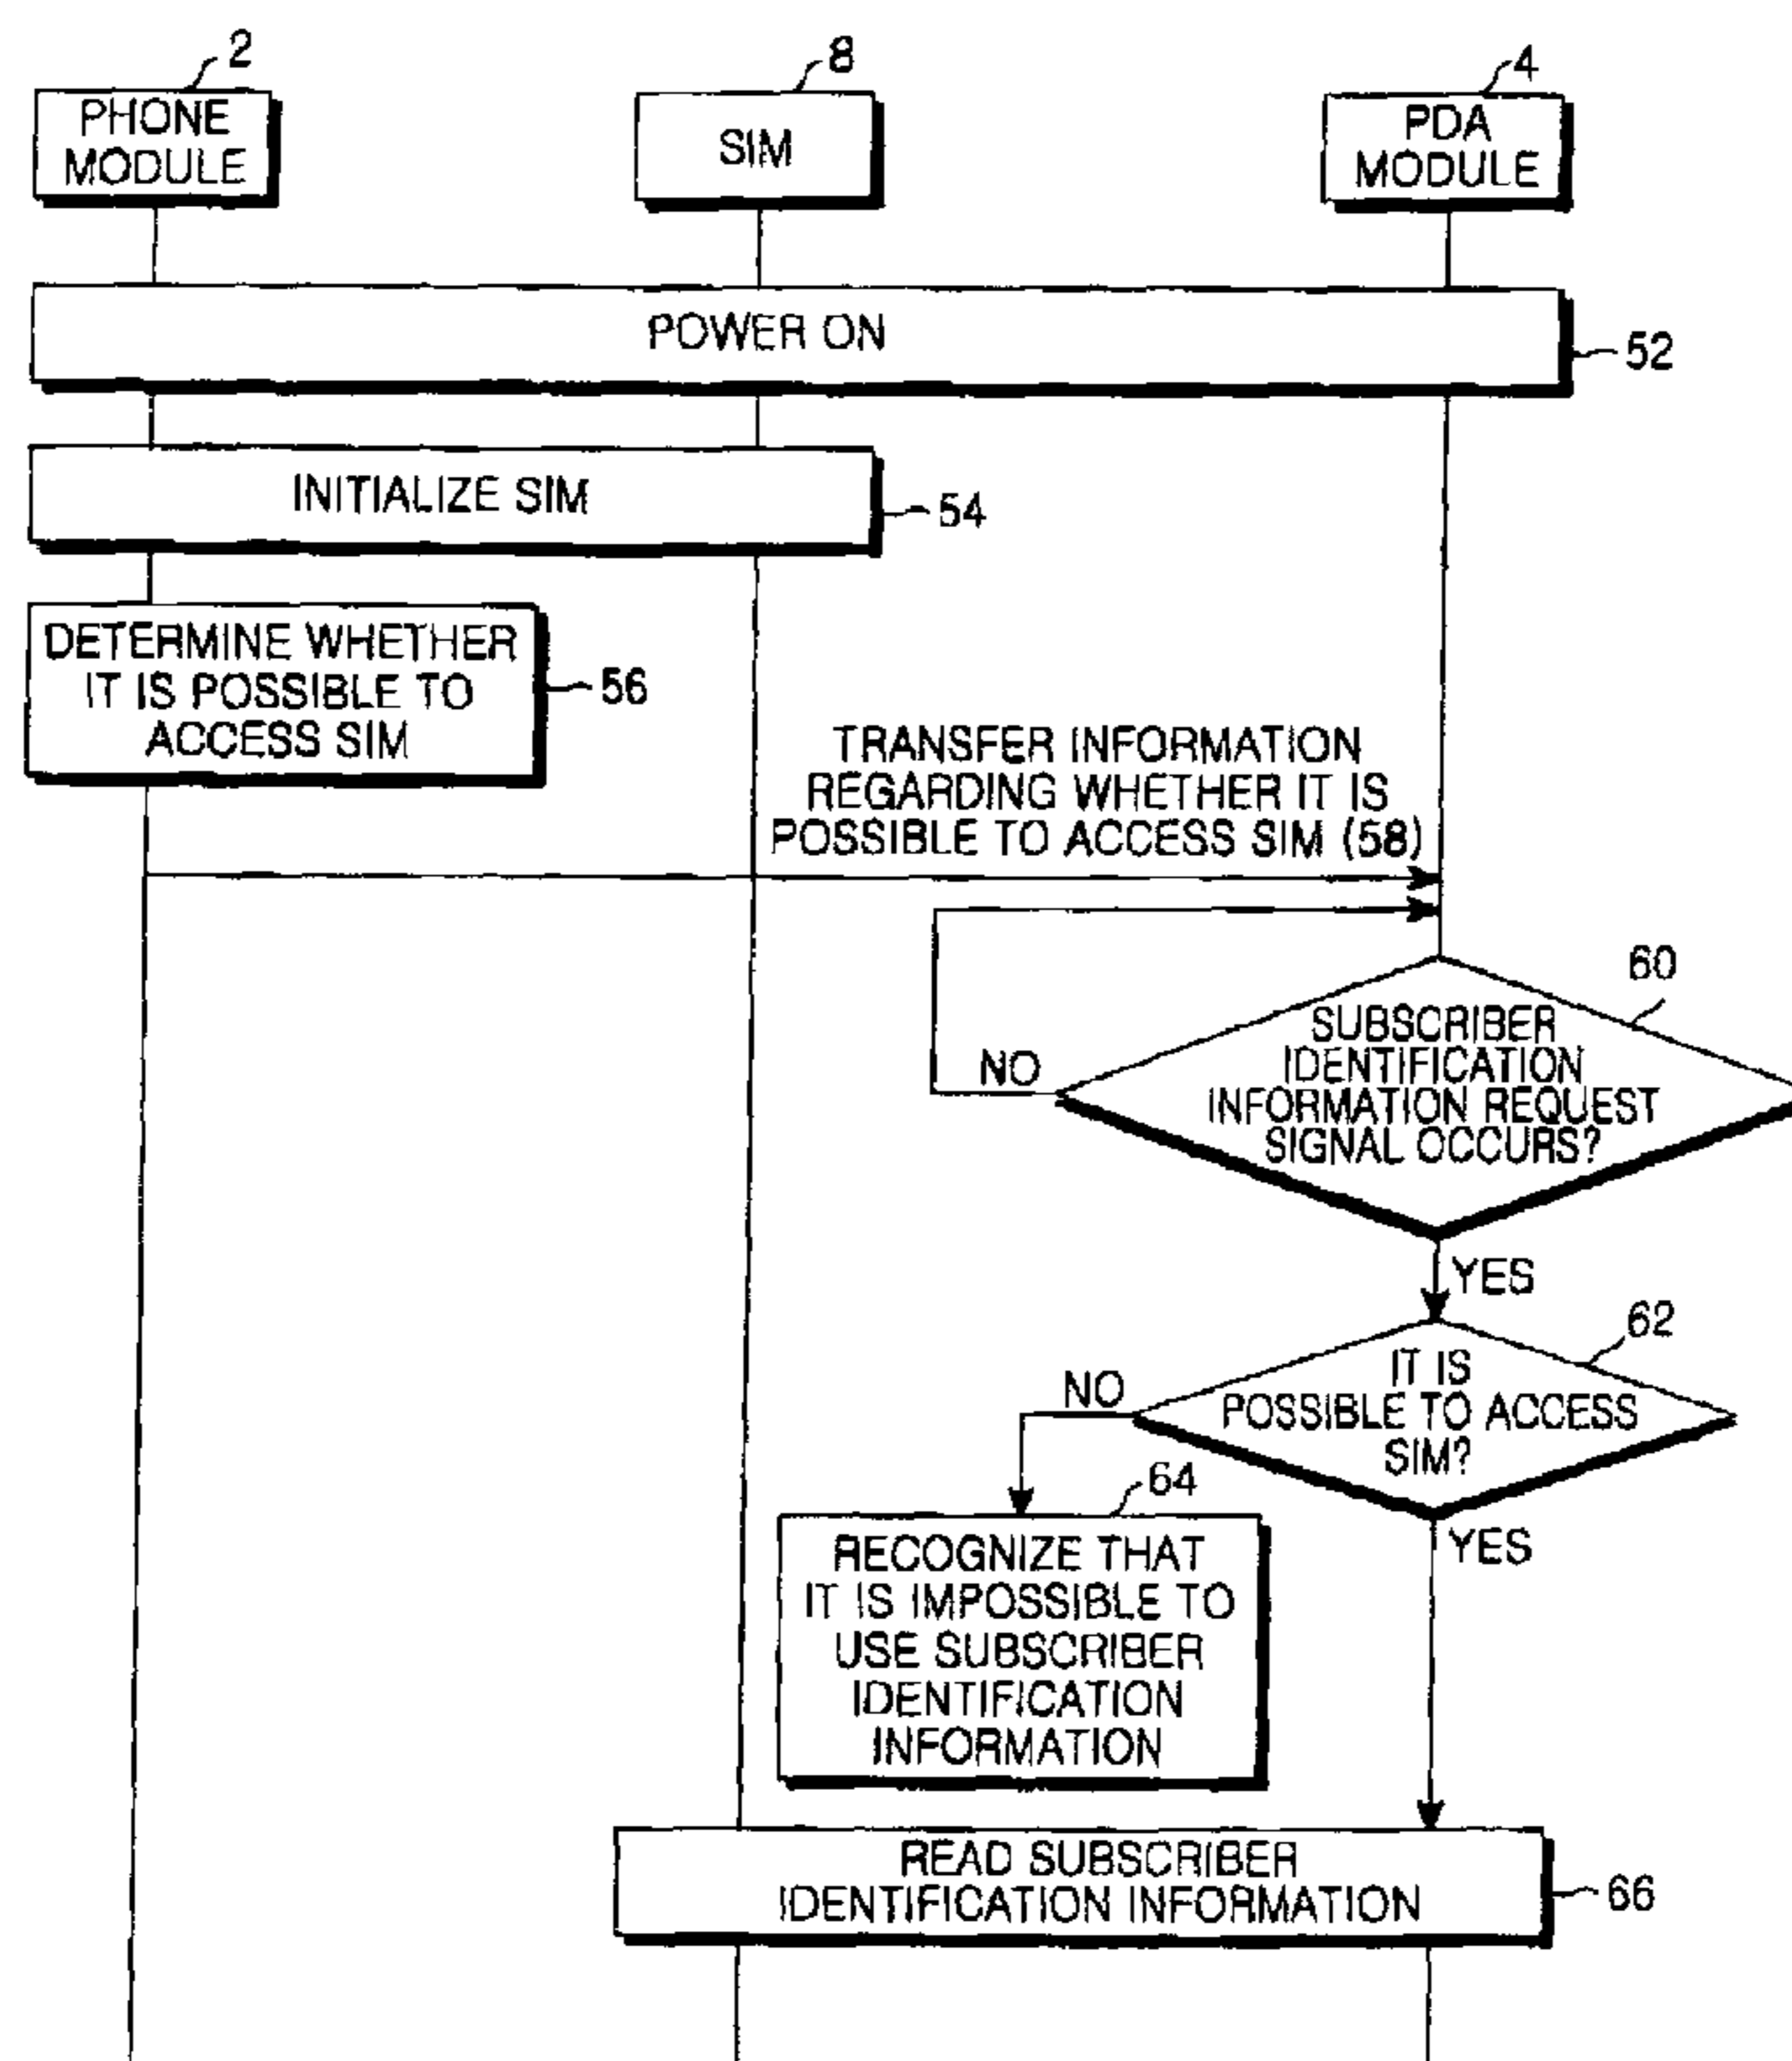 2
8
4
PHONE
MODULE
SIM
PDA
MODULE
POWER ON
52
INITIALIZE SIM
54
DETERMINE WHETHER
IT IS POSSIBLE TO
ACCESS SIM
56
TRANSFER INFORMATION
REGARDING WHETHER IT IS
POSSIBLE TO ACCESS SIM (58)
60
SUBSCRIBER
IDENTIFICATION
INFORMATION REQUEST
SIGNAL OCCURS?
NO
YES
62
IT IS
POSSIBLE TO ACCESS
SIM?
NO
YES
64
RECOGNIZE THAT
IT IS IMPOSSIBLE TO
USE SUBSCRIBER
IDENTIFICATION
INFORMATION
READ SUBSCRIBER
IDENTIFICATION INFORMATION
66